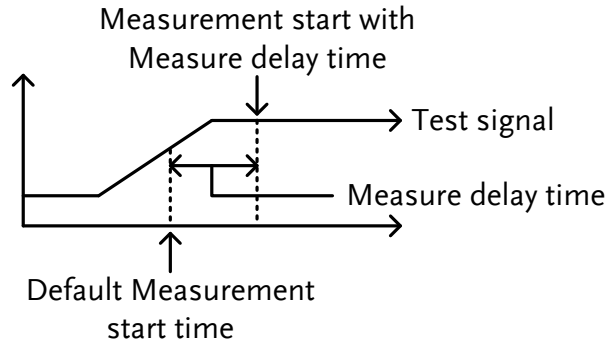 Measurement start with
Measure delay time
Test signal
Measure delay time
Default Measurement
start time